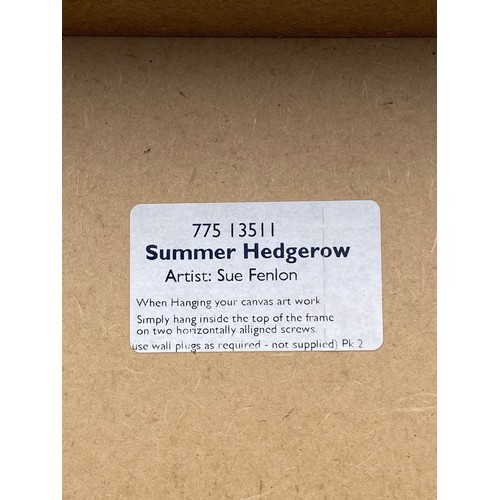 775 13511
Summer Hedgerow
Artist: Sue Fenlon
When Hanging your canvas art work
Simply hang inside the top of the frame
on two horizontally alligned screws.
use wall plugs as required - not supplied) Pk 2